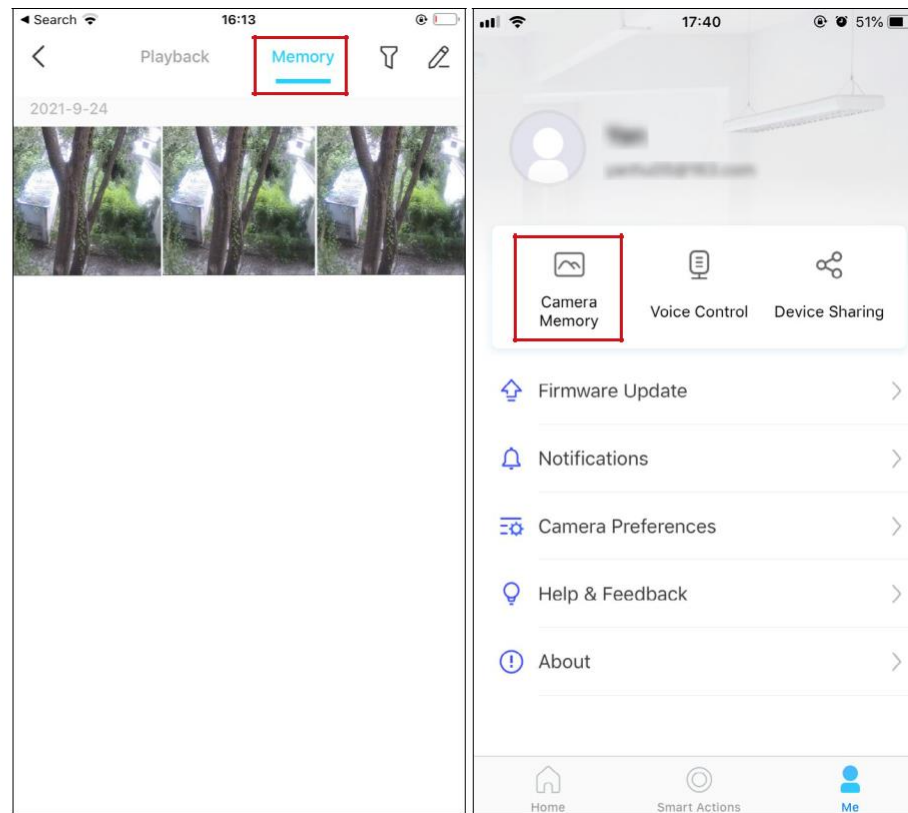 ◀ Search
16:13
Playback
Memory
2021-9-24
17:40
51%
Camera
Memory
Voice Control
Device Sharing
Firmware Update
Notifications
Camera Preferences
Help & Feedback
About
Home
Smart Actions
Me